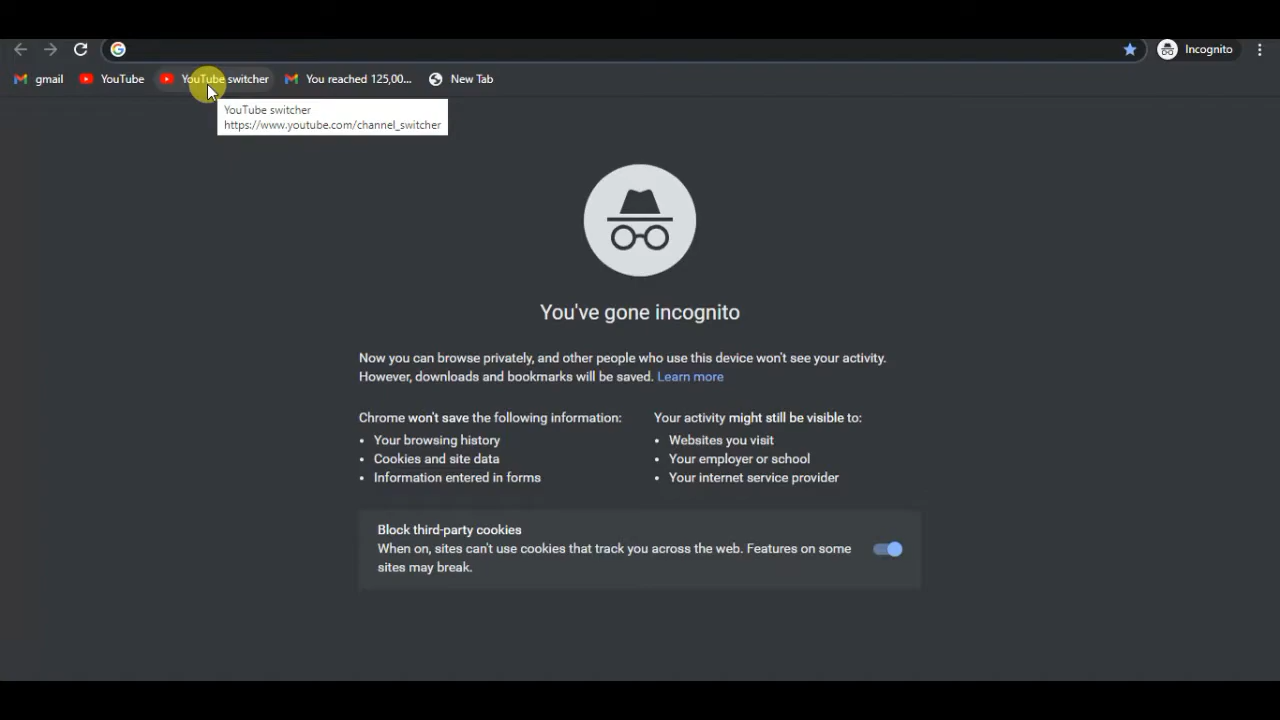 Incognito
gmail
YouTube
YouTube switcher
You reached 125,00...
New Tab
YouTube switcher
https://www.youtube.com/channel_switcher
You've gone incognito
Now you can browse privately, and other people who use this device won't see your activity.
However, downloads and bookmarks will be saved. Learn more
Chrome won't save the following information:
Your browsing history
Cookies and site data
Information entered in forms
Your activity might still be visible to:
Websites you visit
Your employer or school
Your internet service provider
Block third-party cookies
When on, sites can't use cookies that track you across the web. Features on some
sites may break.